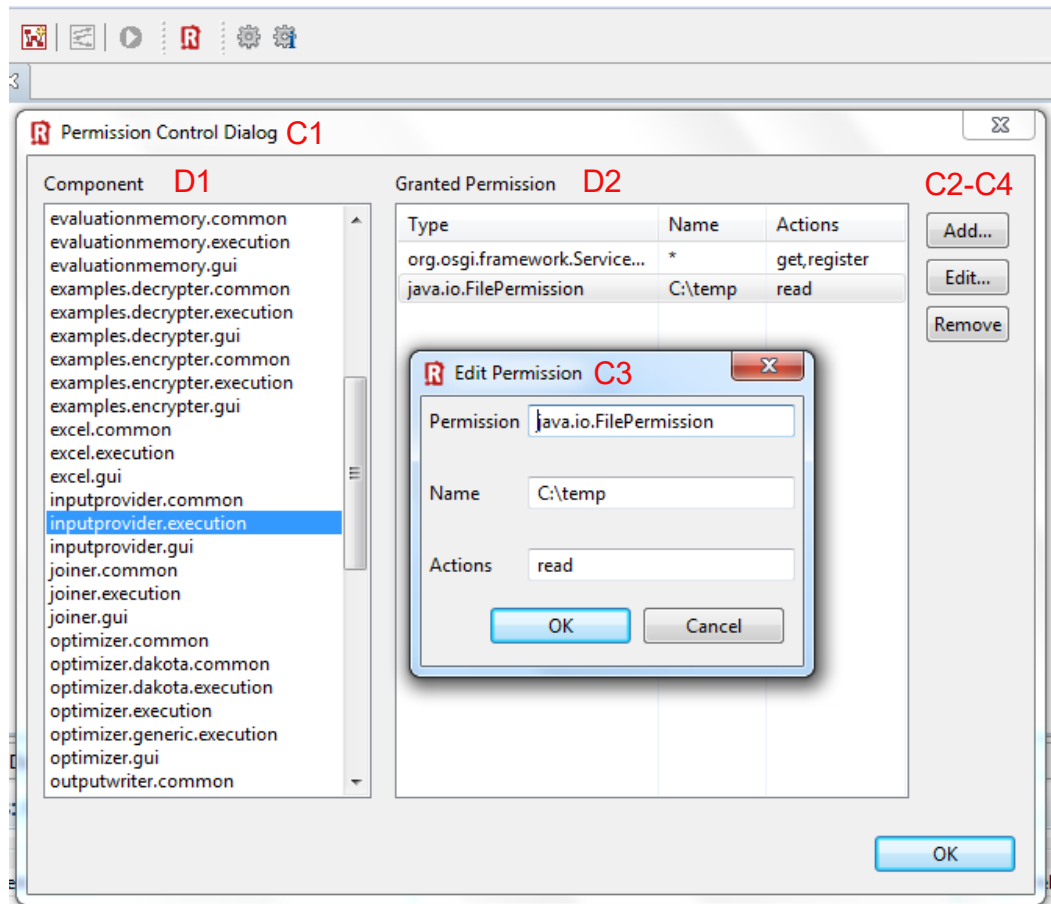 Permission Control Dialog C1
Component D1
Granted Permission D2
C2-C4
evaluationmemory.common
evaluationmemory.execution
evaluationmemory.gui
examples.decrypter.common
examples.decrypter.execution
examples.decrypter.gui
examples.encrypter.common
examples.encrypter.execution
examples.encrypter.gui
excel.common
excel.execution
excel.gui
inputprovider.common
inputprovider.execution
inputprovider.gui
joiner.common
joiner.execution
joiner.gui
optimizer.common
optimizer.dakota.common
optimizer.dakota.execution
optimizer.execution
optimizer.generic.execution
optimizer.gui
outputwriter.common
Type Name Actions
org.osgi.framework.Service... * get,register
java.io.FilePermission C:\temp read
Add...
Edit...
Remove
Edit Permission C3
Permission java.io.FilePermission
Name C:\temp
Actions read
OK Cancel
OK